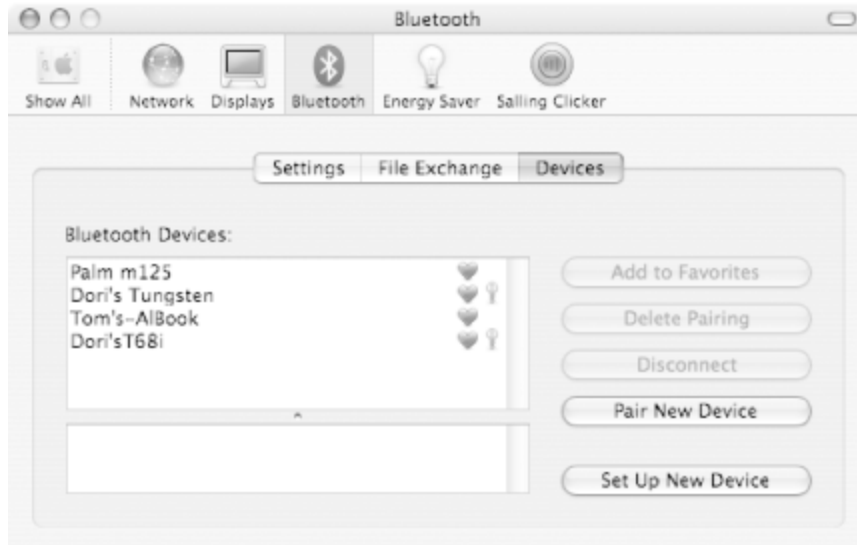 Bluetooth
Show All Network Displays Bluetooth Energy Saver Salling Clicker
Settings File Exchange Devices
Bluetooth Devices:
Palm m125
Dori's Tungsten
Tom's-AlBook
Dori'sT68i
Add to Favorites
Delete Pairing
Disconnect
Pair New Device
Set Up New Device